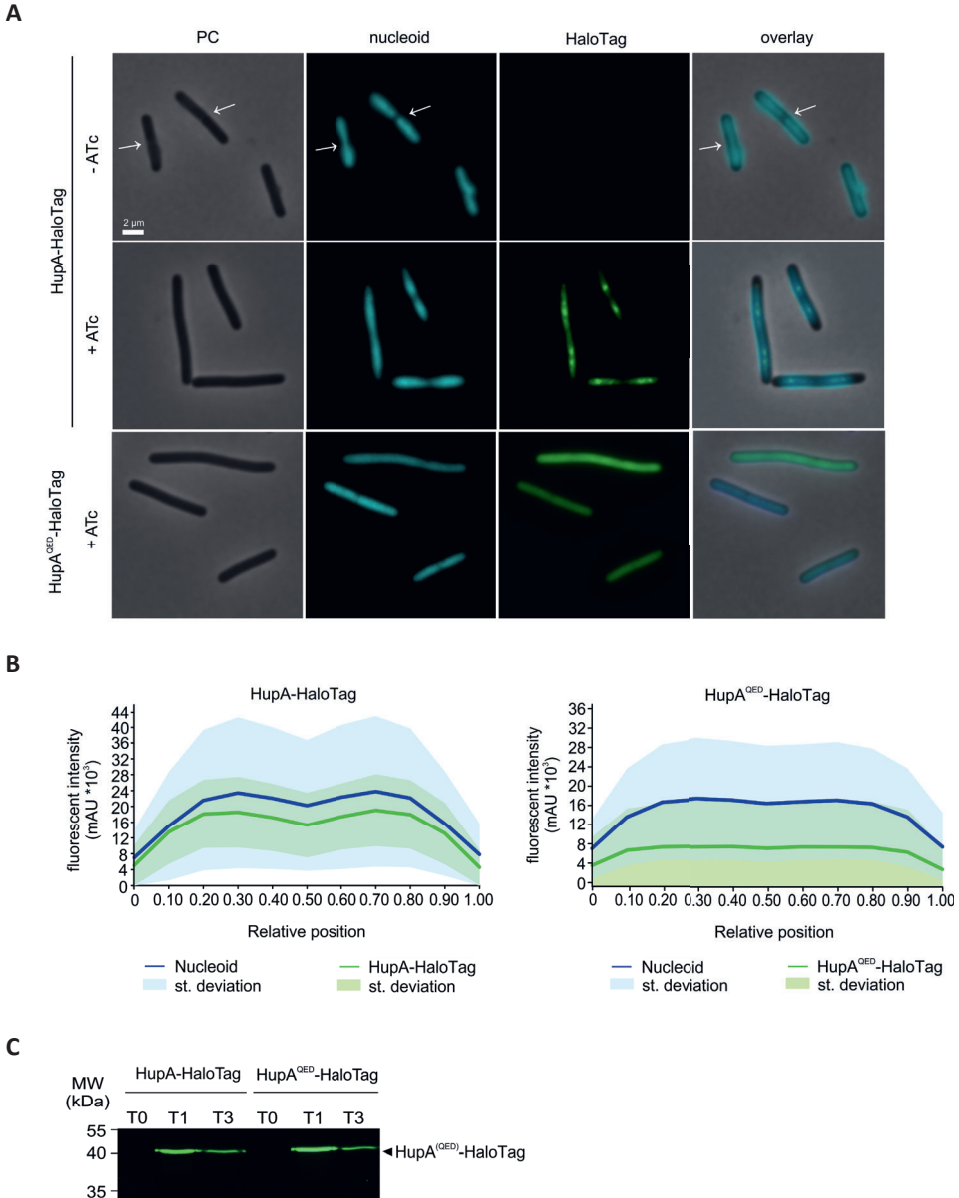 A
PC nucleoid HaloTag overlay
HupA-HaloTag
- ATc
2 µm
+ ATc
HupA^QED-HaloTag
+ ATc
B
HupA-HaloTag
fluorescent intensity
(mAU *10³)
44
40
36
32
28
24
20
16
12
8
4
0
0 0.10 0.20 0.30 0.40 0.50 0.60 0.70 0.80 0.90 1.00
Relative position
Nucleoid HupA-HaloTag
st. deviation st. deviation
HupA^QED-HaloTag
fluorescent intensity
(mAU *10³)
36
32
28
24
20
16
12
8
4
0
0 0.10 0.20 0.30 0.40 0.50 0.60 0.70 0.80 0.90 1.00
Relative position
Nuclecid HupA^QED-HaloTag
st. deviation st. deviation
C
MW
(kDa)
HupA-HaloTag HupA^QED-HaloTag
T0 T1 T3 T0 T1 T3
55
40
35
HupA^(QED)-HaloTag